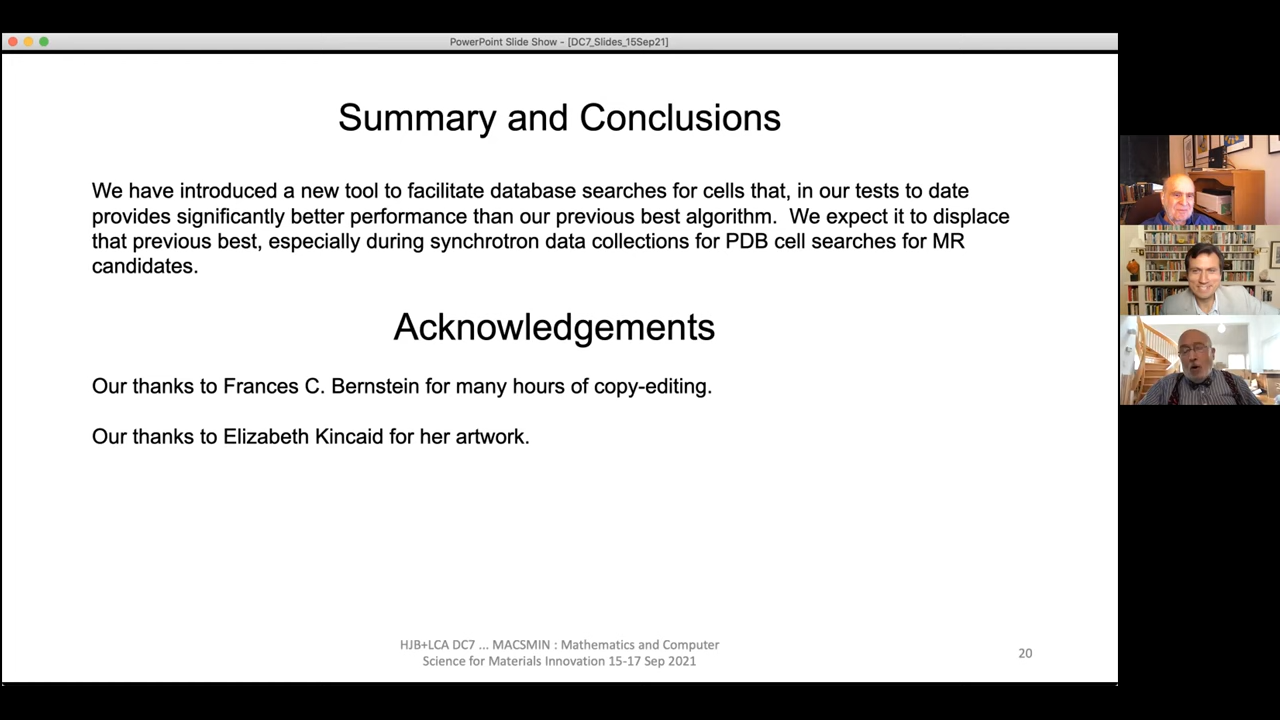 PowerPoint Slide Show - [DC7_Slides_15Sep21]
Summary and Conclusions
We have introduced a new tool to facilitate database searches for cells that, in our tests to date
provides significantly better performance than our previous best algorithm.  We expect it to displace
that previous best, especially during synchrotron data collections for PDB cell searches for MR
candidates.
Acknowledgements
Our thanks to Frances C. Bernstein for many hours of copy-editing.
Our thanks to Elizabeth Kincaid for her artwork.
HJB+LCA DC7 ... MACSMIN : Mathematics and Computer
Science for Materials Innovation 15-17 Sep 2021
20